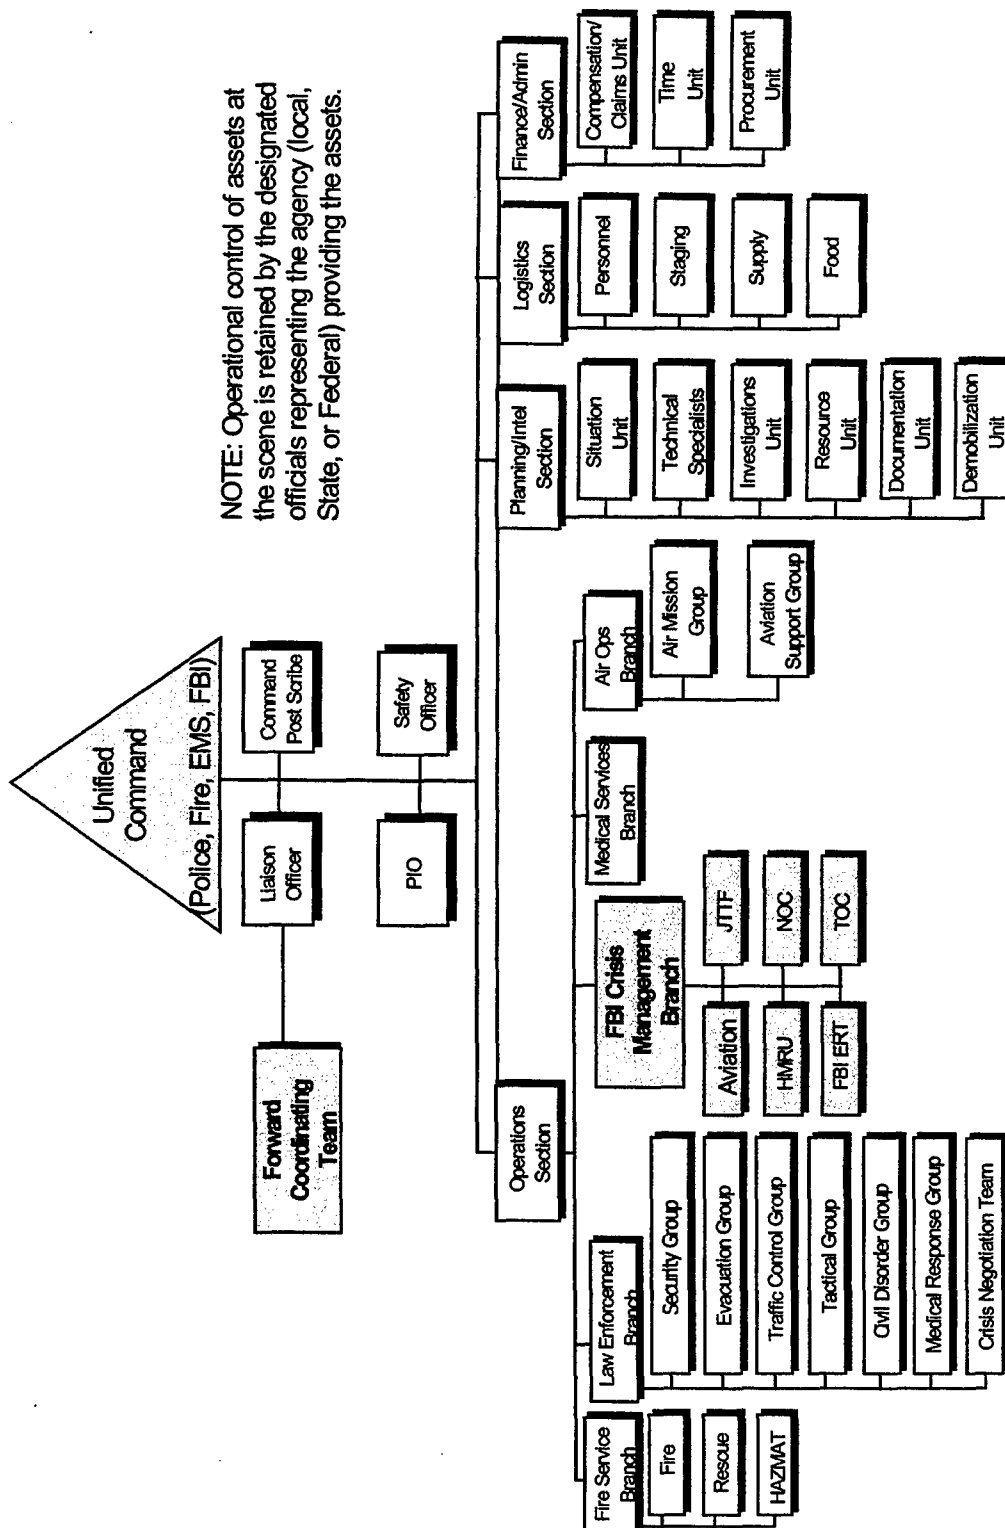 Unified
Command
(Police, Fire, EMS, FBI)
NOTE: Operational control of assets at
the scene is retained by the designated
officials representing the agency (local,
State, or Federal) providing the assets.
Forward
Coordinating
Team
Liaison
Officer
Command
Post Scribe
PIO
Safety
Officer
Operations
Section
Planning/Intel
Section
Logistics
Section
Finance/Admin
Section
Fire Service
Branch
Fire
Rescue
HAZMAT
Law Enforcement
Branch
Security Group
Evacuation Group
Traffic Control Group
Tactical Group
Civil Disorder Group
Medical Response Group
Crisis Negotiation Team
FBI Crisis
Management
Branch
Aviation
JTTF
HMRU
NOC
FBI ERT
TOC
Medical Services
Branch
Air Ops
Branch
Air Mission
Group
Aviation
Support Group
Situation
Unit
Technical
Specialists
Investigations
Unit
Resource
Unit
Documentation
Unit
Demobilization
Unit
Personnel
Staging
Supply
Food
Compensation/
Claims Unit
Time
Unit
Procurement
Unit